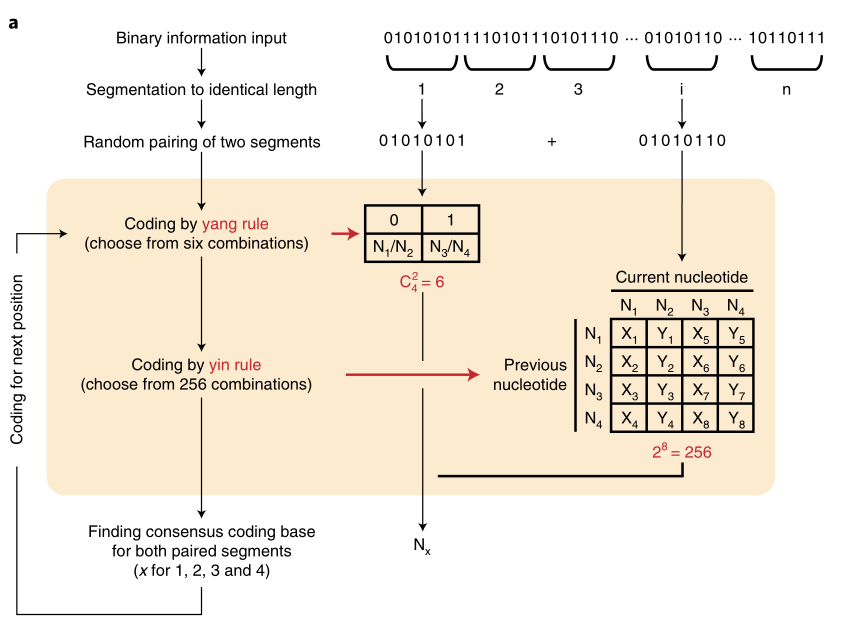 a
Binary information input
010101011110101110101110 ··· 01010110 ··· 10110111
Segmentation to identical length
1 2 3 i n
Random pairing of two segments
01010101 + 01010110
Coding by yang rule
(choose from six combinations)
0 1
N₁/N₂ N₃/N₄
C₄² = 6
Coding by yin rule
(choose from 256 combinations)
Current nucleotide
N₁ N₂ N₃ N₄
Previous
nucleotide
N₁ X₁ Y₁ X₅ Y₅
N₂ X₂ Y₂ X₆ Y₆
N₃ X₃ Y₃ X₇ Y₇
N₄ X₄ Y₄ X₈ Y₈
2⁸ = 256
Coding for next position
Finding consensus coding base
for both paired segments
(x for 1, 2, 3 and 4)
Nₓ